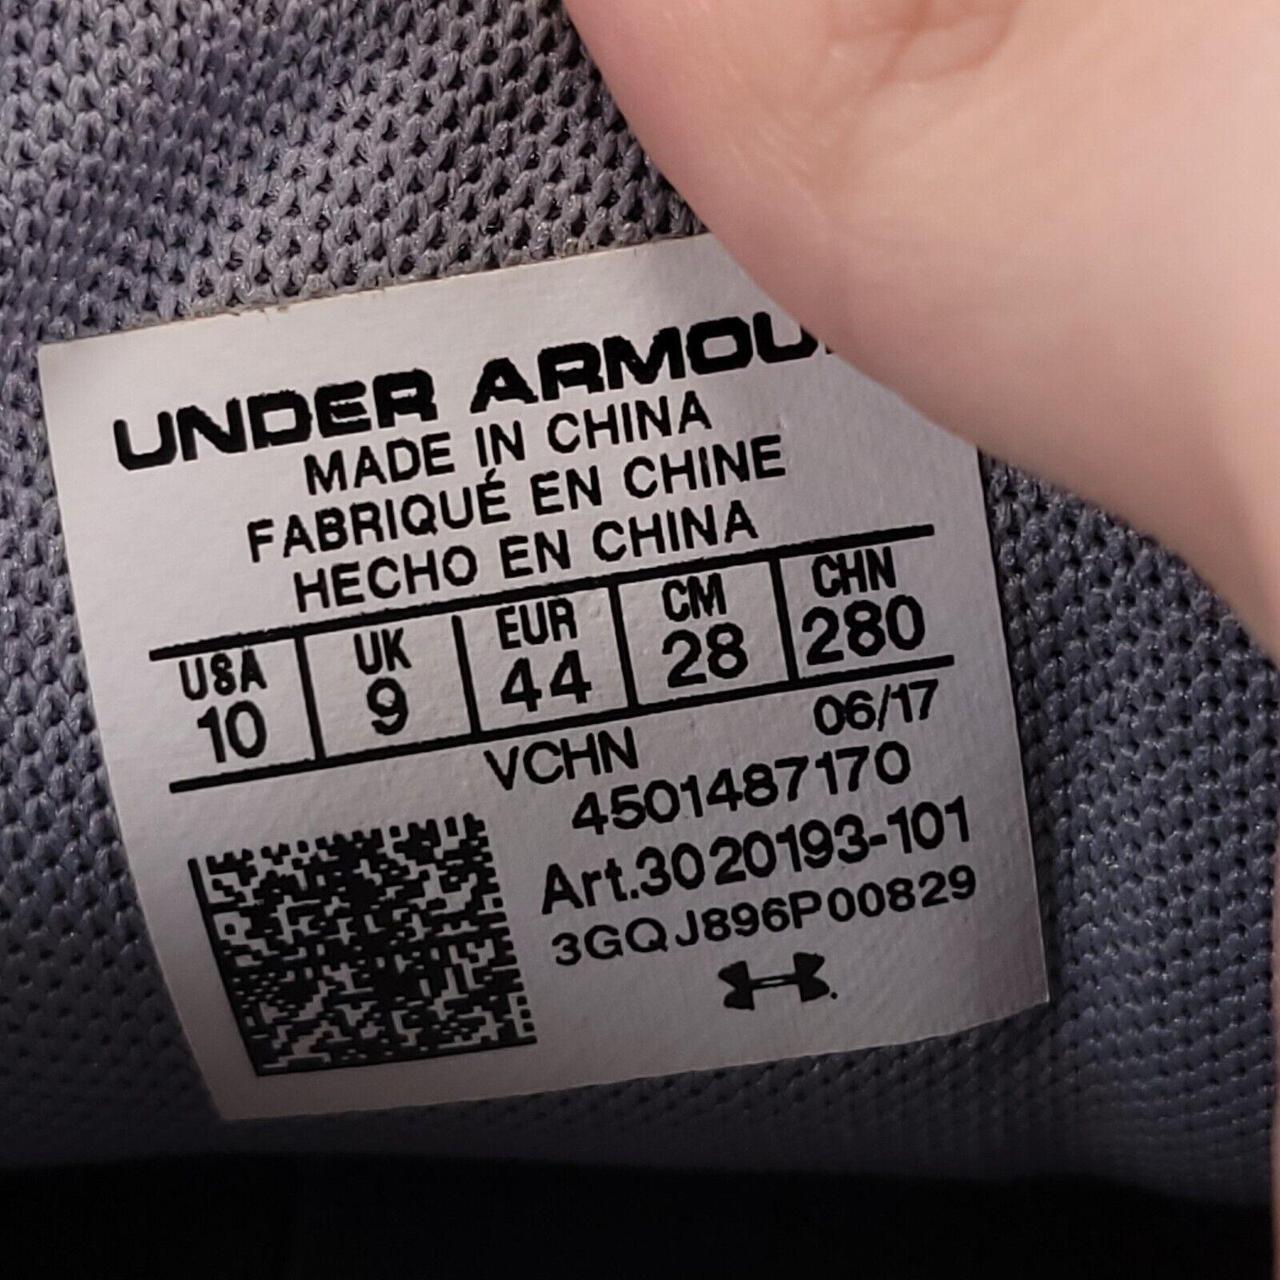 UNDER ARMOU
MADE IN CHINA
FABRIQUÉ EN CHINE
HECHO EN CHINA
USA UK EUR CM CHN
10 9 44 28 280
06/17
VCHN
4501487170
Art.3020193-101
3GQJ896P00829